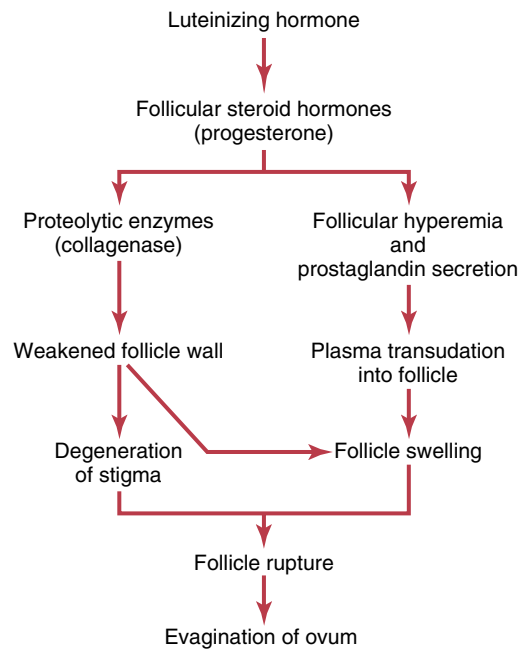 Luteinizing hormone
Follicular steroid hormones
(progesterone)
Proteolytic enzymes
(collagenase)
Follicular hyperemia
and
prostaglandin secretion
Weakened follicle wall
Plasma transudation
into follicle
Degeneration
of stigma
Follicle swelling
Follicle rupture
Evagination of ovum